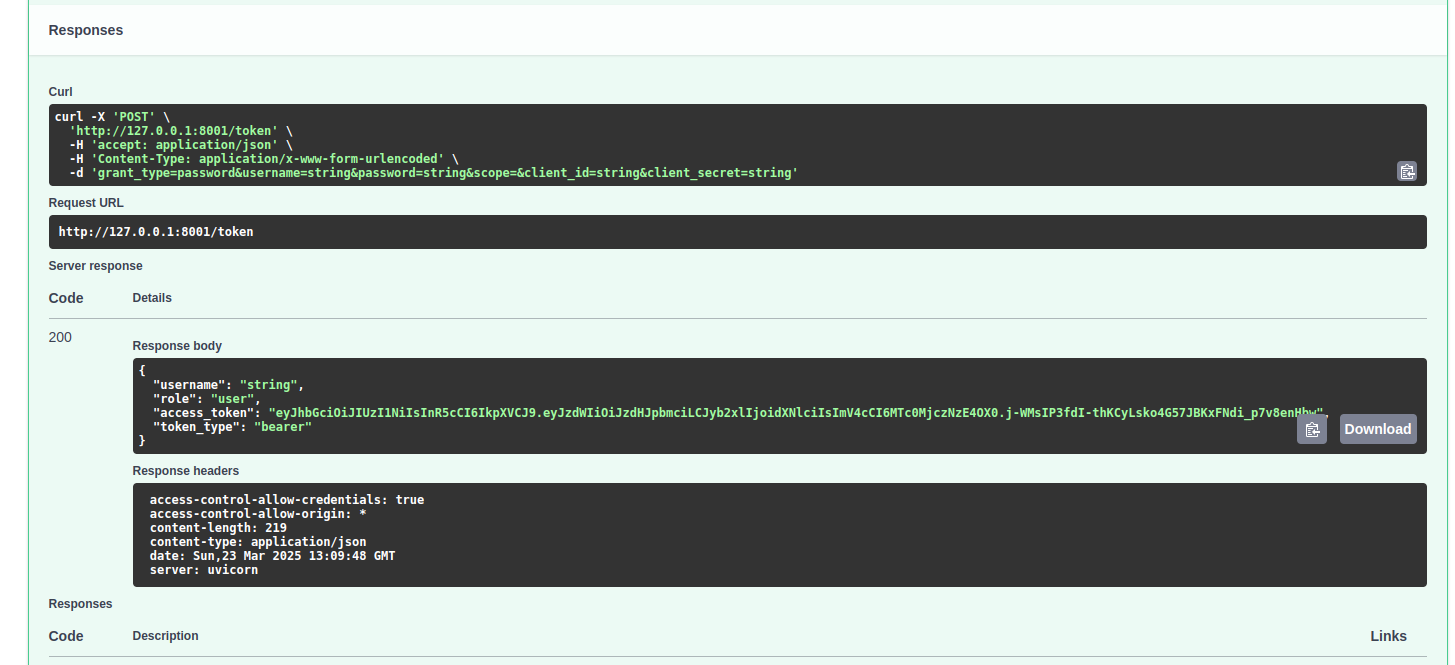 Responses
Curl
curl -X 'POST' \
'http://127.0.0.1:8001/token' \
-H 'accept: application/json' \
-H 'Content-Type: application/x-www-form-urlencoded' \
-d 'grant_type=password&username=string&password=string&scope=&client_id=string&client_secret=string'
Request URL
http://127.0.0.1:8001/token
Server response
Code Details
200
Response body
{
"username": "string",
"role": "user",
"access_token": "eyJhbGciOiJIUzI1NiIsInR5cCI6IkpXVCJ9.eyJzdWIiOiJzdHJpbmciLCJyb2xlIjoidXNlciIsImV4cCI6MTc0MjczNzE4OX0.j-WMsIP3fdI-thKCyLsko4G57JBKxFNdi_p7v8enHbw",
"token_type": "bearer"
}
Download
Response headers
access-control-allow-credentials: true
access-control-allow-origin: *
content-length: 219
content-type: application/json
date: Sun,23 Mar 2025 13:09:48 GMT
server: uvicorn
Responses
Code Description Links